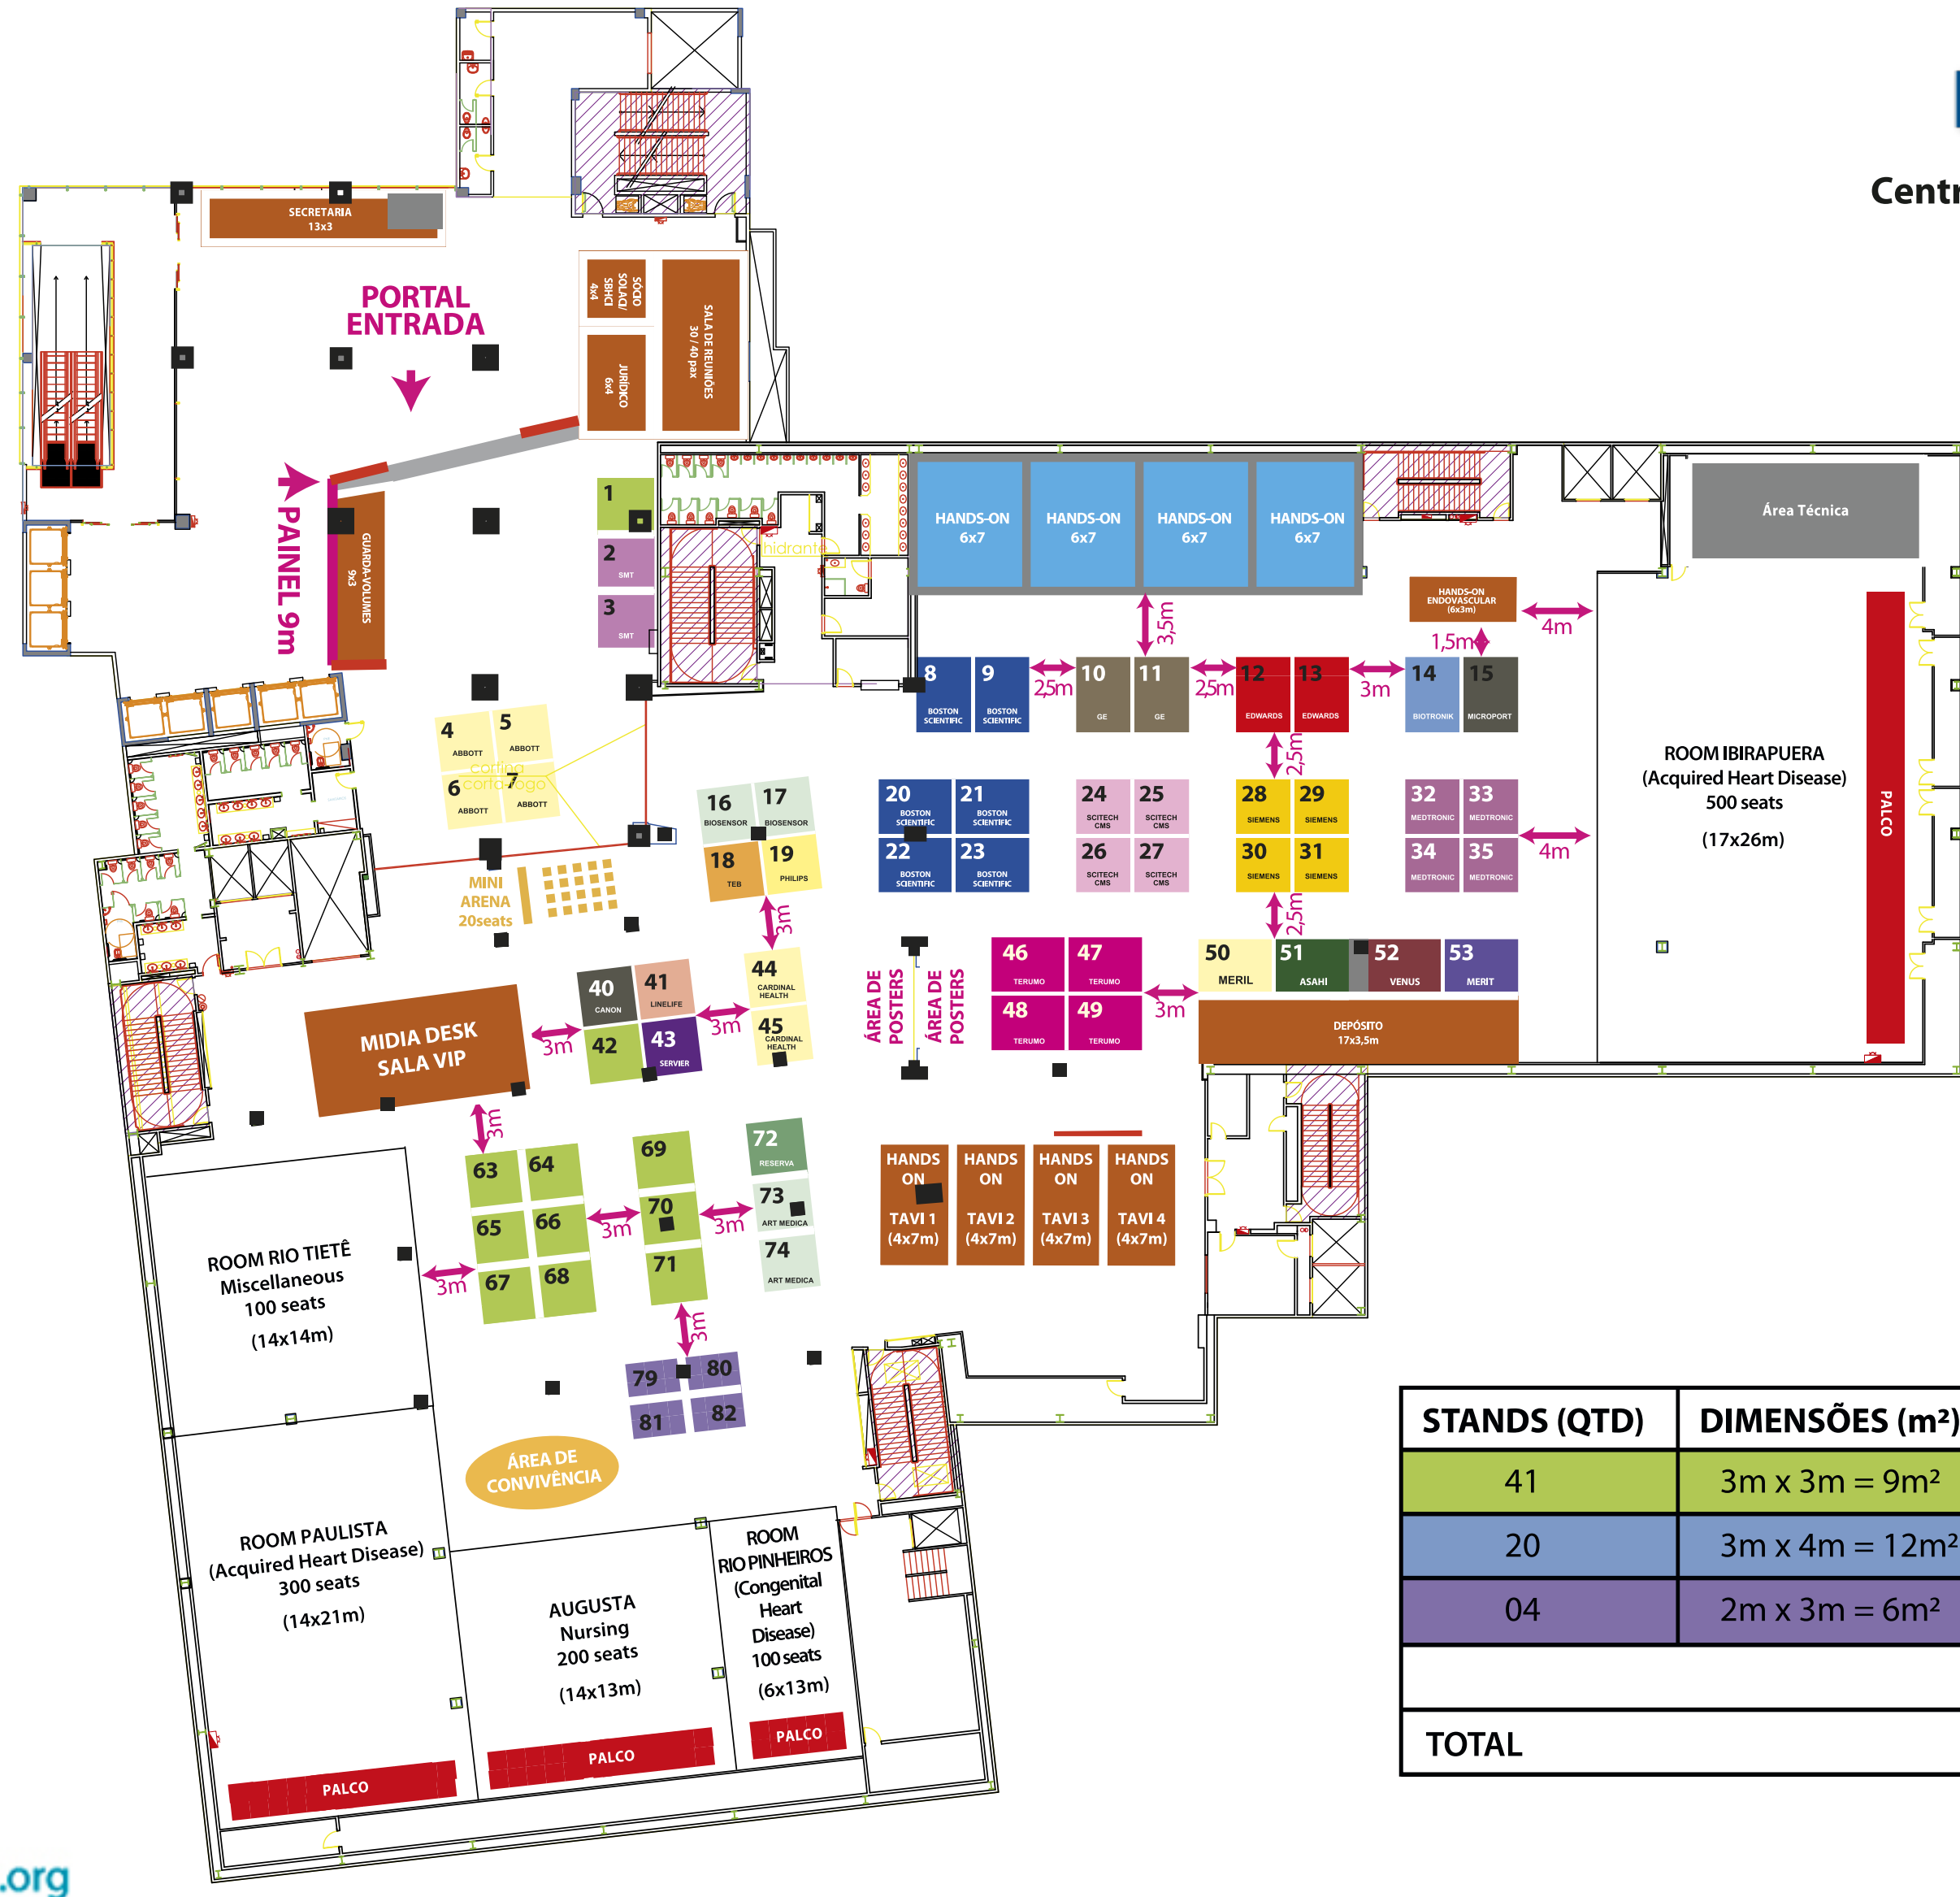 Centr
SECRETARIA
13x3
PORTAL
ENTRADA
SÓCIO
SOLACI/
SBHCI
4x4
JURÍDICO
6x4
SALA DE REUNIÕES
30 / 40 pax
PAINEL 9m
GUARDA-VOLUMES
9x3
1
2
SMT
3
SMT
hidrante
HANDS-ON
6x7
HANDS-ON
6x7
HANDS-ON
6x7
HANDS-ON
6x7
Área Técnica
HANDS-ON
ENDOVASCULAR
(6x3m)
4m
3,5m
1,5m
4
ABBOTT
5
ABBOTT
6
ABBOTT
7
ABBOTT
cortina
corta-fogo
8
BOSTON
SCIENTIFIC
9
BOSTON
SCIENTIFIC
2,5m
10
GE
11
GE
2,5m
12
EDWARDS
13
EDWARDS
3m
14
BIOTRONIK
15
MICROPORT
2,5m
16
BIOSENSOR
17
BIOSENSOR
18
TEB
19
PHILIPS
20
BOSTON
SCIENTIFIC
21
BOSTON
SCIENTIFIC
22
BOSTON
SCIENTIFIC
23
BOSTON
SCIENTIFIC
24
SCITECH
CMS
25
SCITECH
CMS
26
SCITECH
CMS
27
SCITECH
CMS
28
SIEMENS
29
SIEMENS
30
SIEMENS
31
SIEMENS
32
MEDTRONIC
33
MEDTRONIC
34
MEDTRONIC
35
MEDTRONIC
4m
2,5m
ROOM IBIRAPUERA
(Acquired Heart Disease)
500 seats
(17x26m)
PALCO
MINI
ARENA
20seats
3m
40
CANON
41
LINELIFE
42
43
SERVIER
3m
3m
44
CARDINAL
HEALTH
45
CARDINAL
HEALTH
ÁREA DE
POSTERS
ÁREA DE
POSTERS
46
TERUMO
47
TERUMO
48
TERUMO
49
TERUMO
3m
50
MERIL
51
ASAHI
52
VENUS
53
MERIT
DEPÓSITO
17x3,5m
MIDIA DESK
SALA VIP
3m
63
64
65
66
67
68
3m
3m
69
70
71
3m
72
RESERVA
73
ART MEDICA
74
ART MEDICA
3m
79
80
81
82
HANDS
ON
TAVI 1
(4x7m)
HANDS
ON
TAVI 2
(4x7m)
HANDS
ON
TAVI 3
(4x7m)
HANDS
ON
TAVI 4
(4x7m)
ROOM RIO TIETÊ
Miscellaneous
100 seats
(14x14m)
ÁREA DE
CONVIVÊNCIA
ROOM PAULISTA
(Acquired Heart Disease)
300 seats
(14x21m)
PALCO
AUGUSTA
Nursing
200 seats
(14x13m)
PALCO
ROOM
RIO PINHEIROS
(Congenital
Heart
Disease)
100 seats
(6x13m)
PALCO
STANDS (QTD) DIMENSÕES (m²)
41 3m x 3m = 9m²
20 3m x 4m = 12m²
04 2m x 3m = 6m²
TOTAL
.org